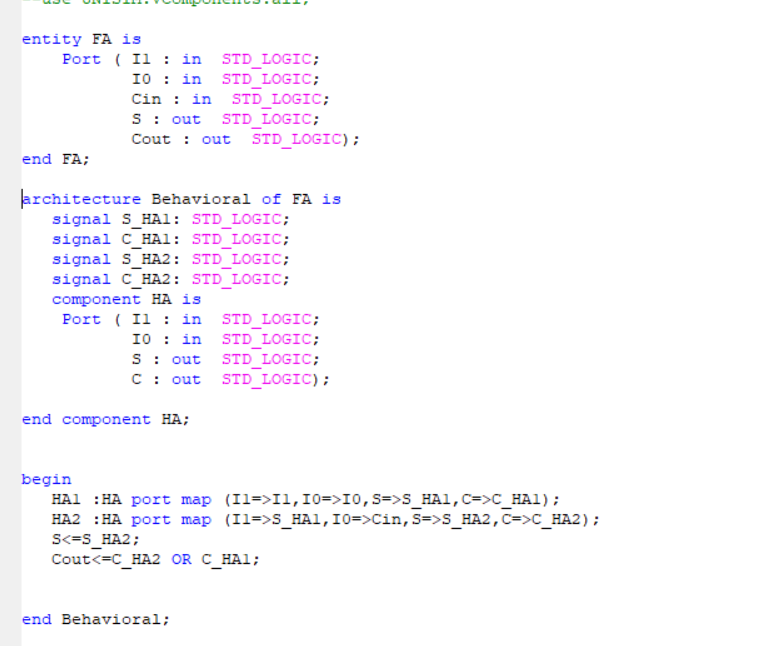 --use UNISIM.VComponents.all;
entity FA is
Port ( I1 : in STD_LOGIC;
I0 : in STD_LOGIC;
Cin : in STD_LOGIC;
S : out STD_LOGIC;
Cout : out STD_LOGIC);
end FA;
architecture Behavioral of FA is
signal S_HA1: STD_LOGIC;
signal C_HA1: STD_LOGIC;
signal S_HA2: STD_LOGIC;
signal C_HA2: STD_LOGIC;
component HA is
Port ( I1 : in STD_LOGIC;
I0 : in STD_LOGIC;
S : out STD_LOGIC;
C : out STD_LOGIC);
end component HA;
begin
HA1 :HA port map (I1=>I1,I0=>I0,S=>S_HA1,C=>C_HA1);
HA2 :HA port map (I1=>S_HA1,I0=>Cin,S=>S_HA2,C=>C_HA2);
S<=S_HA2;
Cout<=C_HA2 OR C_HA1;
end Behavioral;